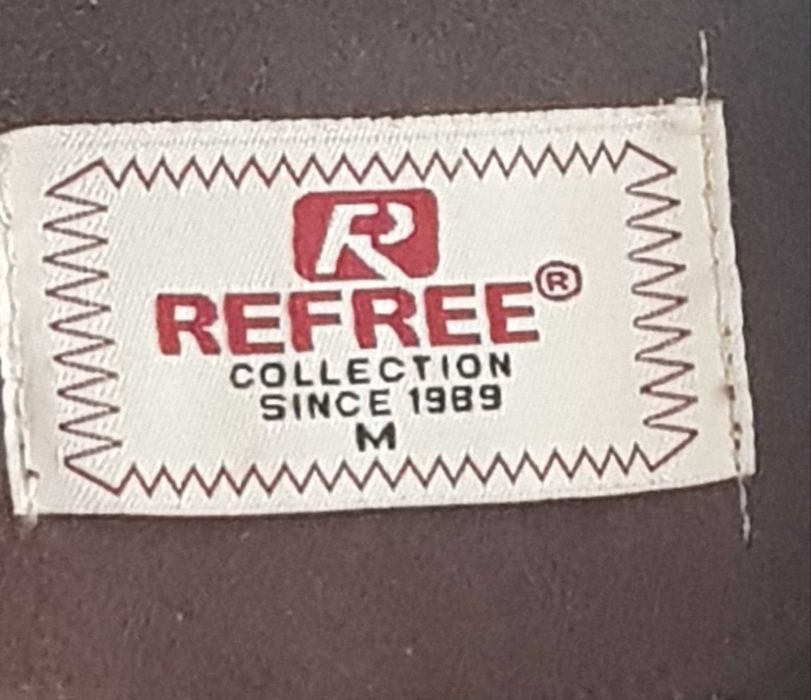 R
REFREE®
COLLECTION
SINCE 1989
M